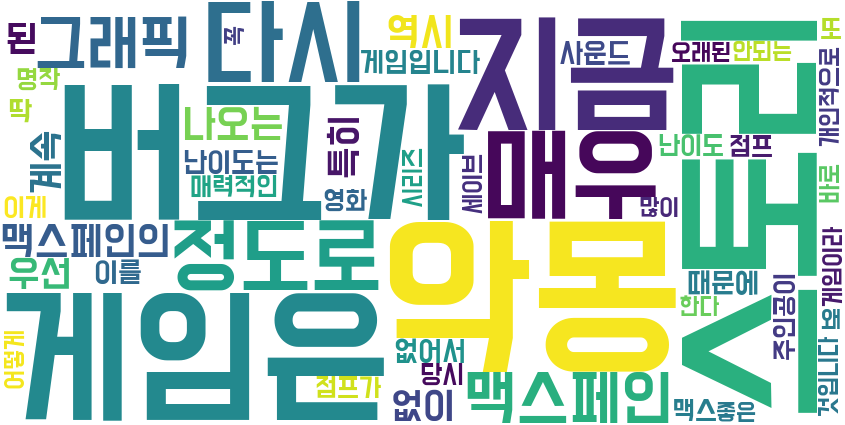 된
그래픽
쪽
다시
역시
지금
또
게임입니다
사운드
오래된
안되는
명작
딱
버그가
나오는
특히
계속
난이도는
매력적인
시리즈
세이브
매우
난이도
점프
개인적으로
스토리
바로
이게
영화
많이
맥스페인의
정도로
악몽
우선
이를
때문에
게임이라
한다
주인공이
게임은
어떻게
없어서
당시
봐
점프가
없이
맥스페인
맥스
좋은
것입니다